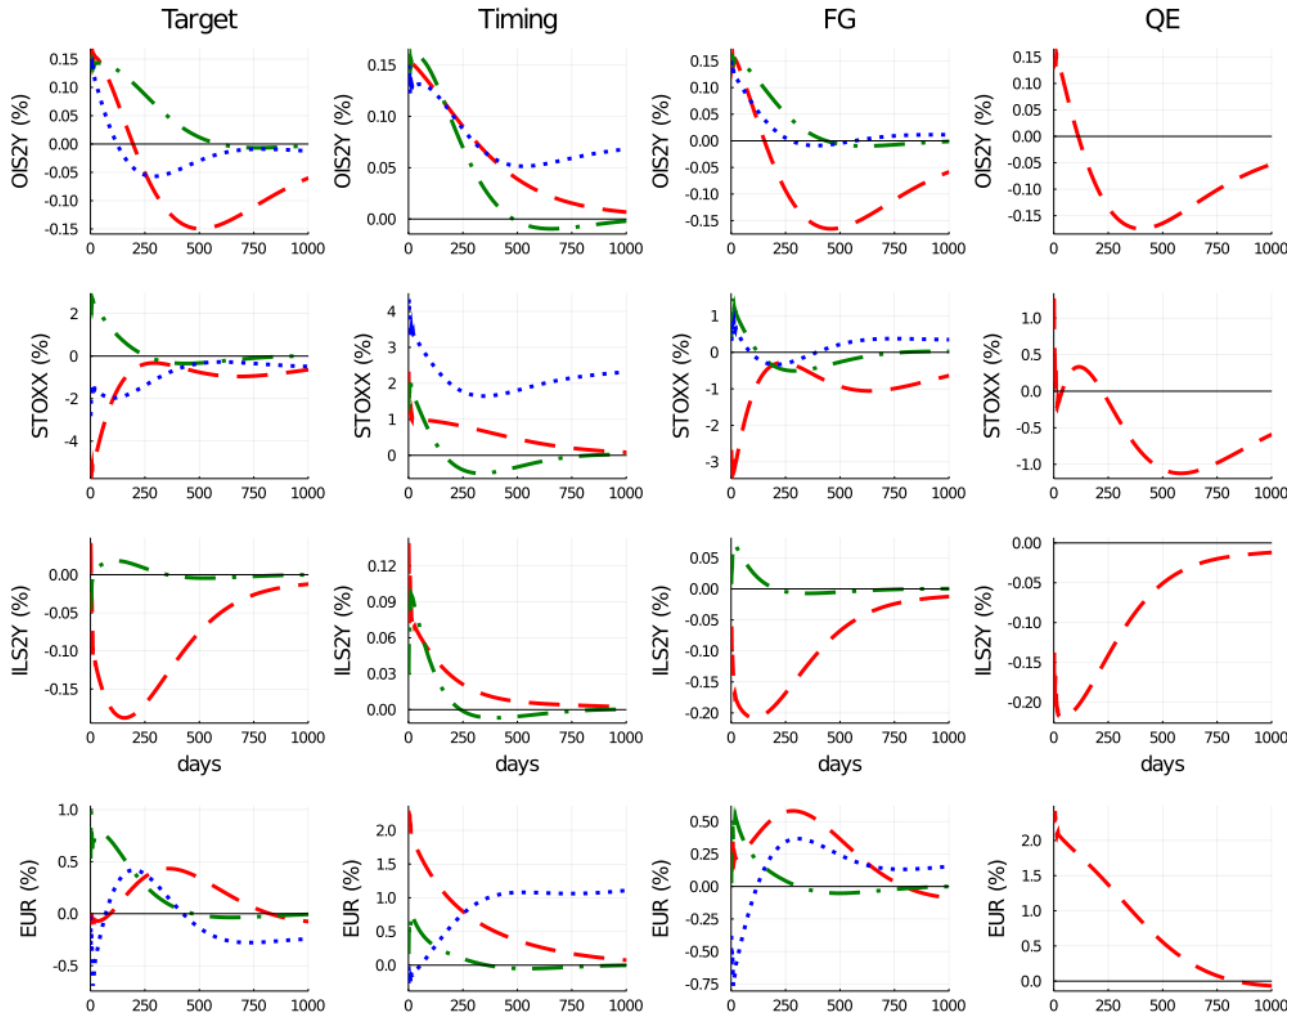 Target Timing FG QE
OIS2Y (%)
0.15
0.10
0.05
0.00
-0.05
-0.10
-0.15
0 250 500 750 1000
OIS2Y (%)
0.15
0.10
0.05
0.00
0 250 500 750 1000
OIS2Y (%)
0.15
0.10
0.05
0.00
-0.05
-0.10
-0.15
0 250 500 750 1000
OIS2Y (%)
0.15
0.10
0.05
0.00
-0.05
-0.10
-0.15
0 250 500 750 1000
STOXX (%)
2
0
-2
-4
0 250 500 750 1000
STOXX (%)
4
3
2
1
0
0 250 500 750 1000
STOXX (%)
1
0
-1
-2
-3
0 250 500 750 1000
STOXX (%)
1.0
0.5
0.0
-0.5
-1.0
0 250 500 750 1000
ILS2Y (%)
0.00
-0.05
-0.10
-0.15
0 250 500 750 1000
days
ILS2Y (%)
0.12
0.09
0.06
0.03
0.00
0 250 500 750 1000
days
ILS2Y (%)
0.05
0.00
-0.05
-0.10
-0.15
-0.20
0 250 500 750 1000
days
ILS2Y (%)
0.00
-0.05
-0.10
-0.15
-0.20
0 250 500 750 1000
days
EUR (%)
1.0
0.5
0.0
-0.5
0 250 500 750 1000
EUR (%)
2.0
1.5
1.0
0.5
0.0
0 250 500 750 1000
EUR (%)
0.50
0.25
0.00
-0.25
-0.50
-0.75
0 250 500 750 1000
EUR (%)
2.0
1.5
1.0
0.5
0.0
0 250 500 750 1000